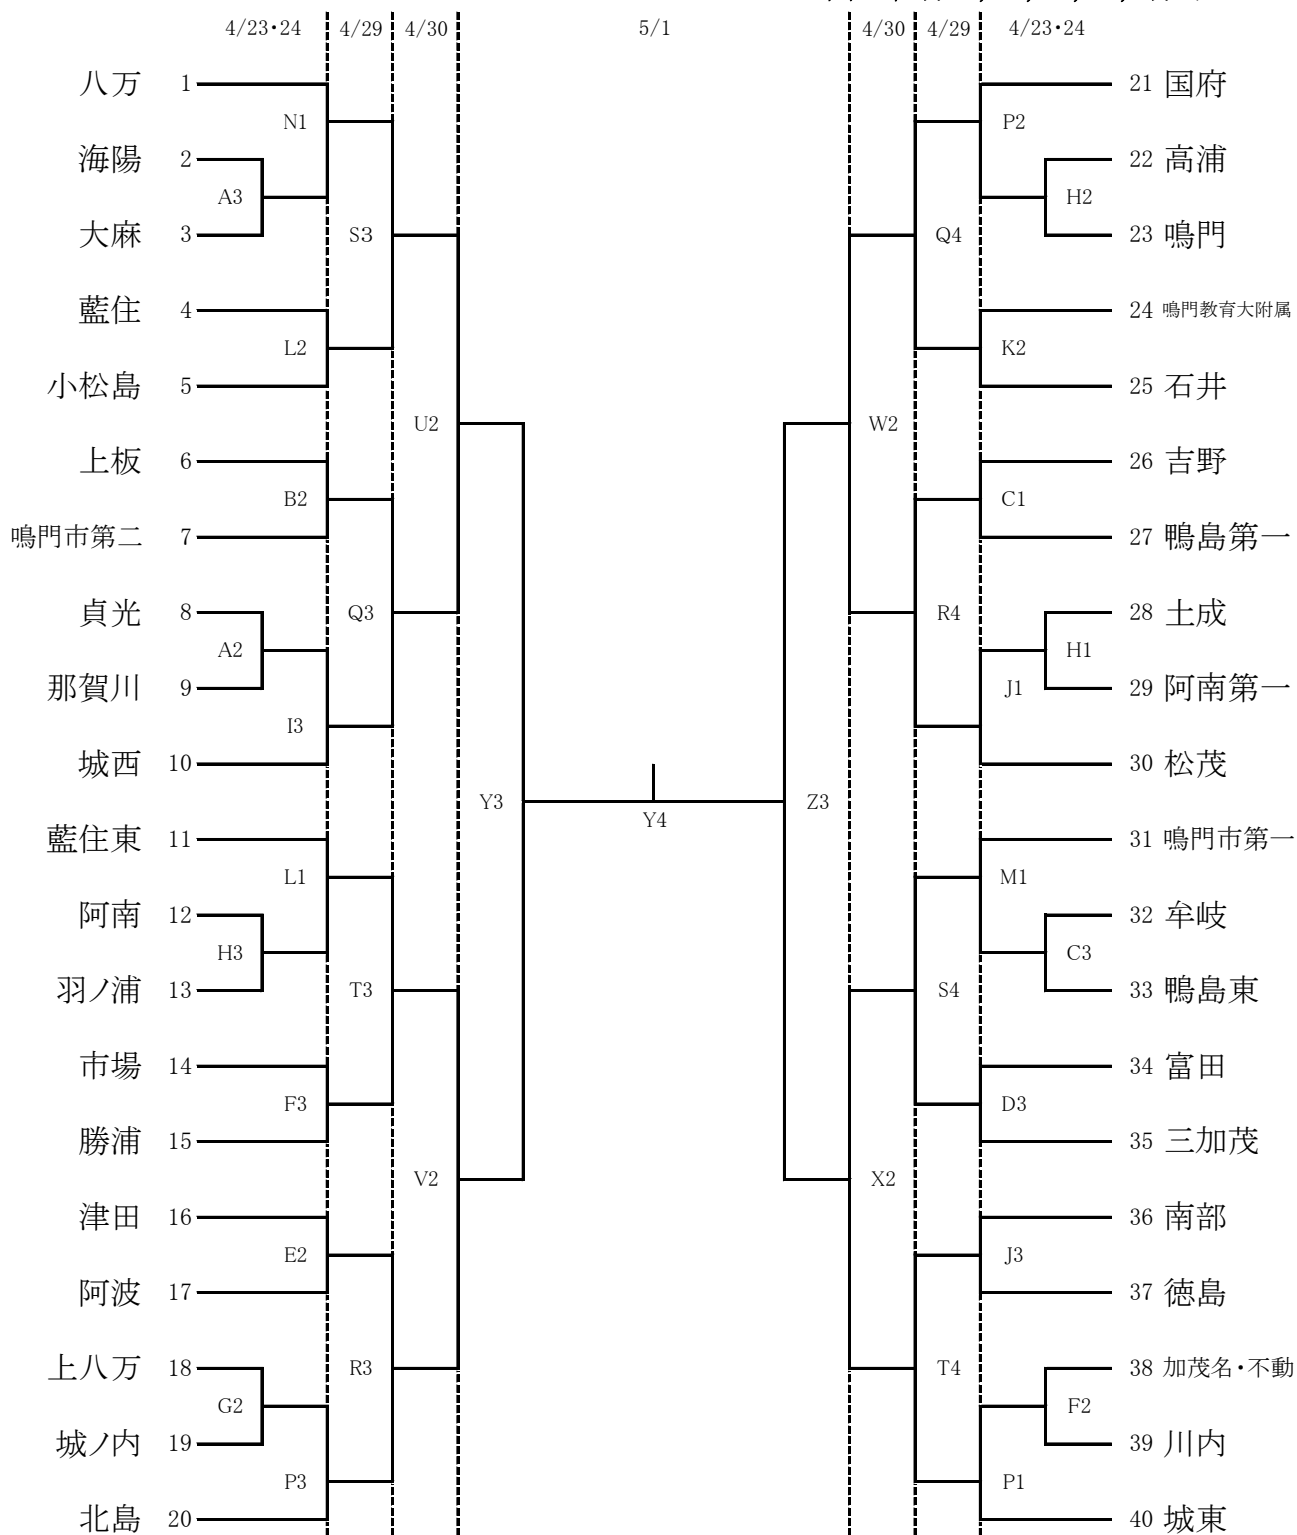 4/23・24 4/29 4/30 5/1 4/30 4/29 4/23・24
八万 1
N1
海陽 2
A3
大麻 3
S3
藍住 4
L2
小松島 5
U2
上板 6
B2
鳴門市第二 7
貞光 8
Q3
A2
那賀川 9
I3
城西 10
Y3
藍住東 11
L1
阿南 12
H3
羽ノ浦 13
T3
市場 14
F3
勝浦 15
V2
津田 16
E2
阿波 17
上八万 18
R3
G2
城ノ内 19
P3
北島 20
Y4
21 国府
P2
22 高浦
H2
23 鳴門
Q4
24 鳴門教育大附属
K2
25 石井
W2
26 吉野
C1
27 鴨島第一
28 土成
R4
H1
29 阿南第一
J1
30 松茂
Z3
31 鳴門市第一
M1
32 牟岐
C3
33 鴨島東
S4
34 富田
D3
35 三加茂
X2
36 南部
J3
37 徳島
38 加茂名・不動
T4
F2
39 川内
P1
40 城東